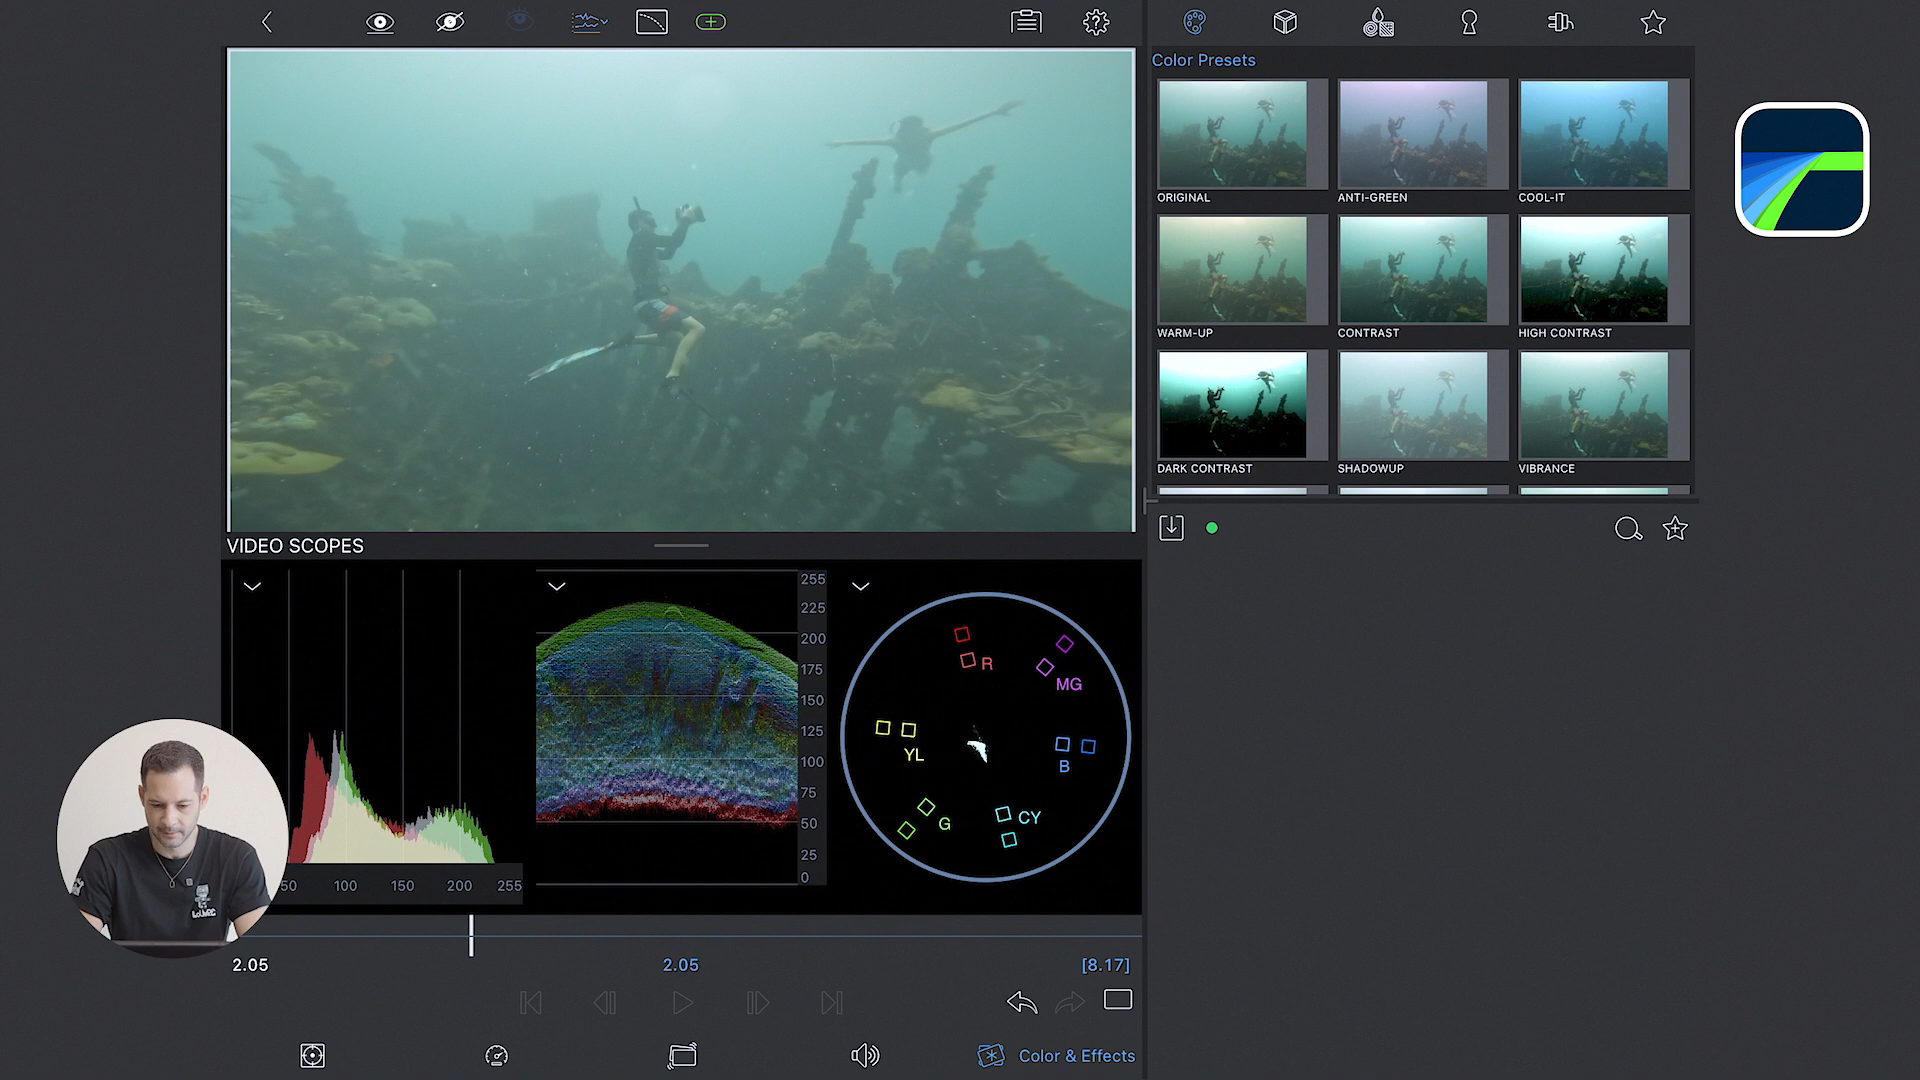 Color Presets
ORIGINAL
ANTI-GREEN
COOL-IT
WARM-UP
CONTRAST
HIGH CONTRAST
DARK CONTRAST
SHADOWUP
VIBRANCE
VIDEO SCOPES
50
100
150
200
255
255
225
200
175
150
125
100
75
50
25
0
R
MG
YL
B
G
CY
2.05
2.05
[8.17]
Color & Effects